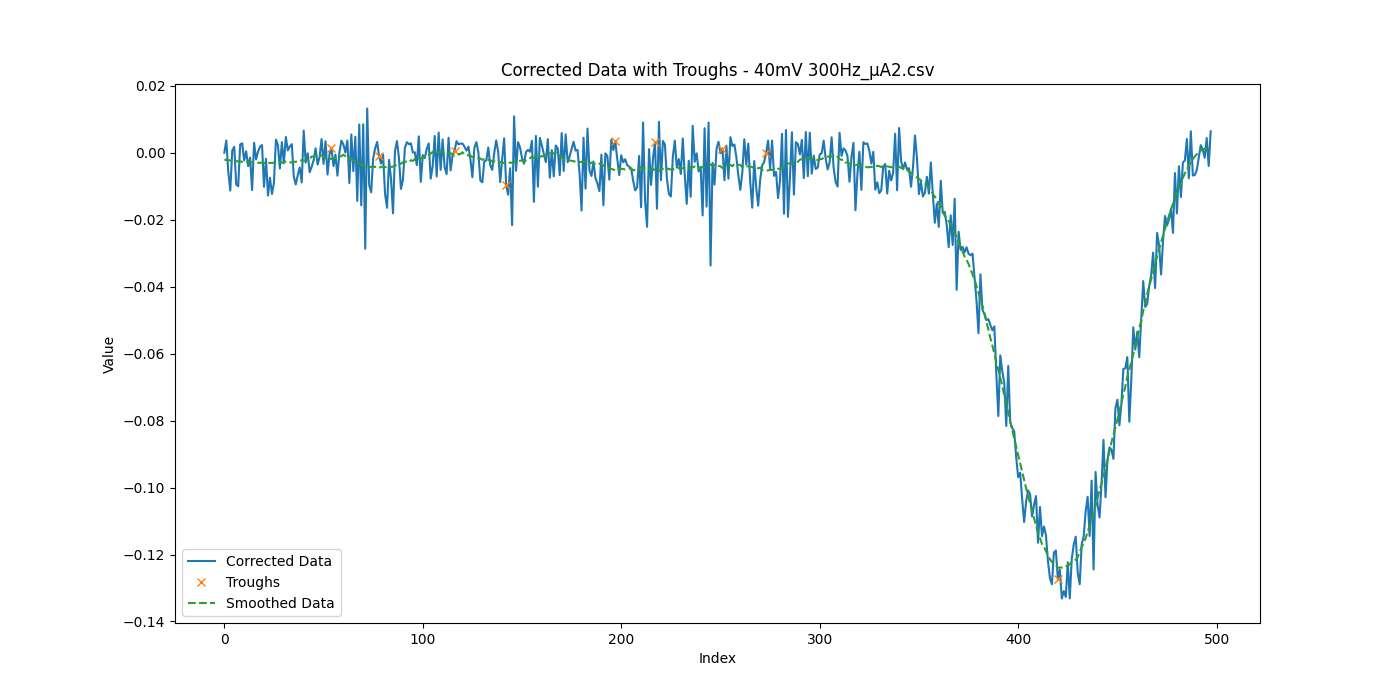 Corrected Data with Troughs - 40mV 300Hz_μA2.csv
0.02
0.00
−0.02
−0.04
−0.06
−0.08
−0.10
−0.12
−0.14
Value
Corrected Data
Troughs
Smoothed Data
0 100 200 300 400 500
Index